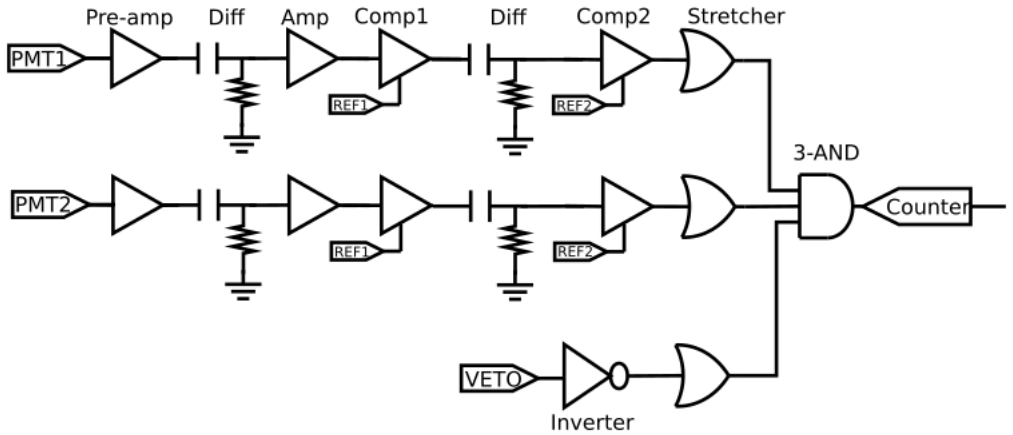 Pre-amp Diff Amp Comp1 Diff Comp2 Stretcher
PMT1
REF1 REF2
3-AND
PMT2 Counter
REF1 REF2
VETO
Inverter